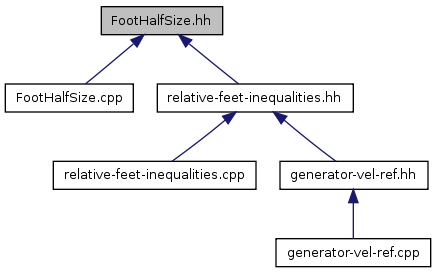 FootHalfSize.hh
FootHalfSize.cpp
relative-feet-inequalities.hh
relative-feet-inequalities.cpp
generator-vel-ref.hh
generator-vel-ref.cpp